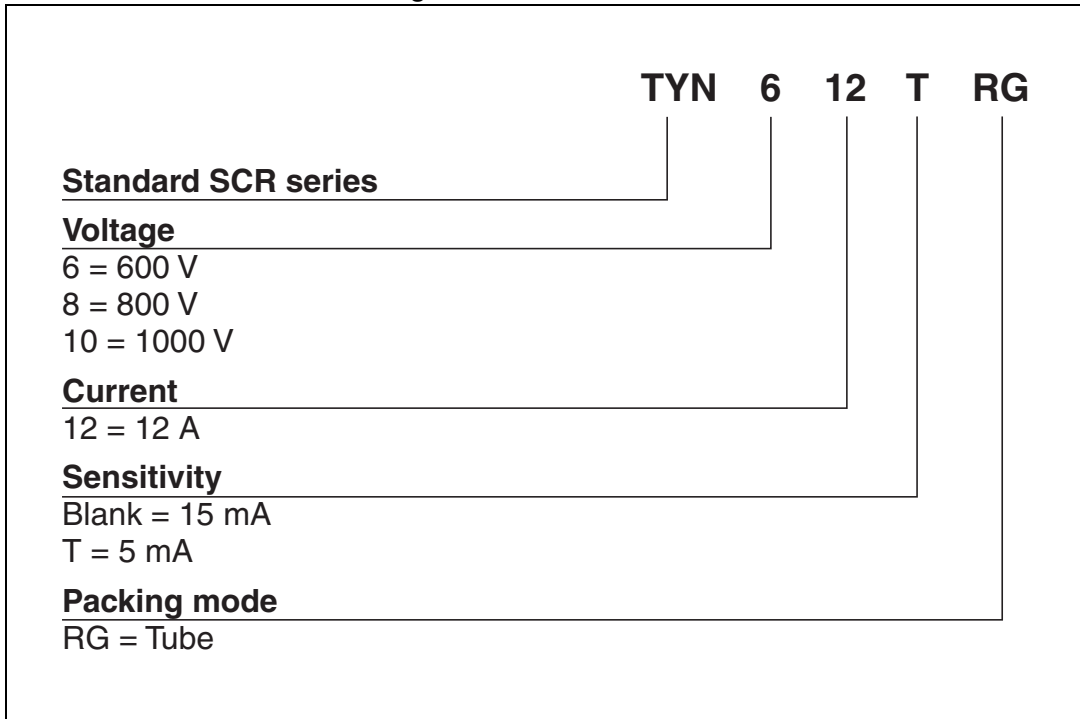 TYN 6 12 T RG
Standard SCR series
Voltage
6 = 600 V
8 = 800 V
10 = 1000 V
Current
12 = 12 A
Sensitivity
Blank = 15 mA
T = 5 mA
Packing mode
RG = Tube